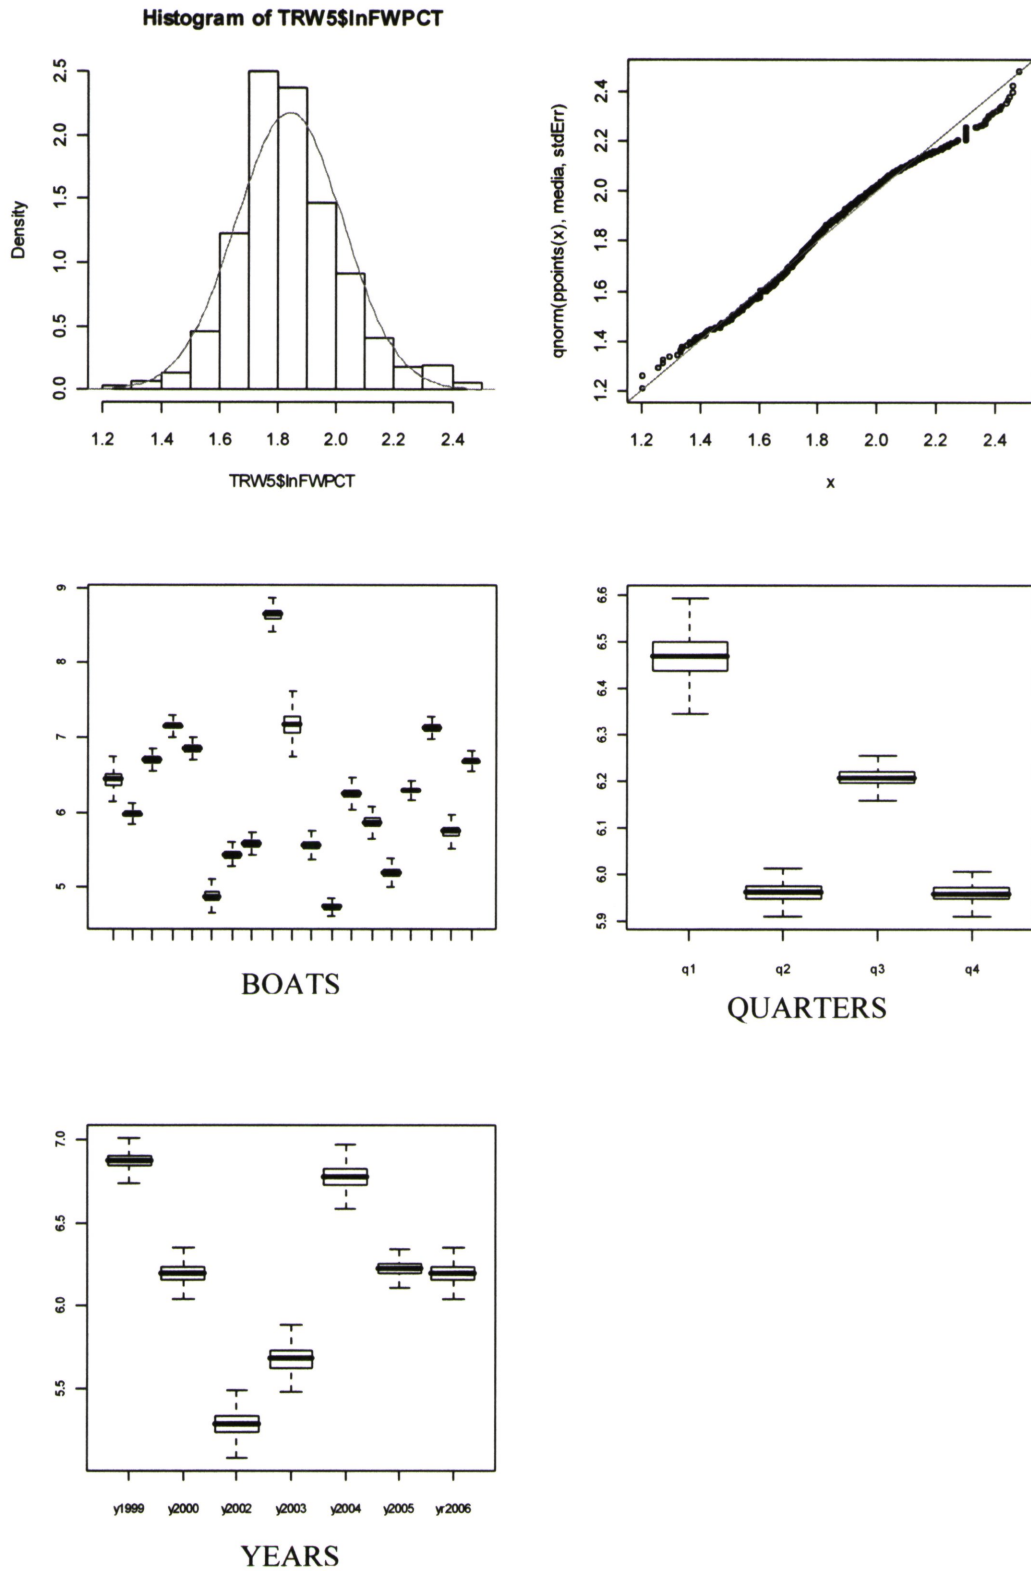 Histogram of TRW5$lnFWPCT
Density
0.0 0.5 1.0 1.5 2.0 2.5
1.2 1.4 1.6 1.8 2.0 2.2 2.4
TRW5$lnFWPCT
qnorm(ppoints(x), media, stdErr)
1.2 1.4 1.6 1.8 2.0 2.2 2.4
1.2 1.4 1.6 1.8 2.0 2.2 2.4
x
5 6 7 8 9
BOATS
5.9 6.0 6.1 6.2 6.3 6.4 6.5 6.6
q1 q2 q3 q4
QUARTERS
5.5 6.0 6.5 7.0
y1999 y2000 y2002 y2003 y2004 y2005 yr2006
YEARS